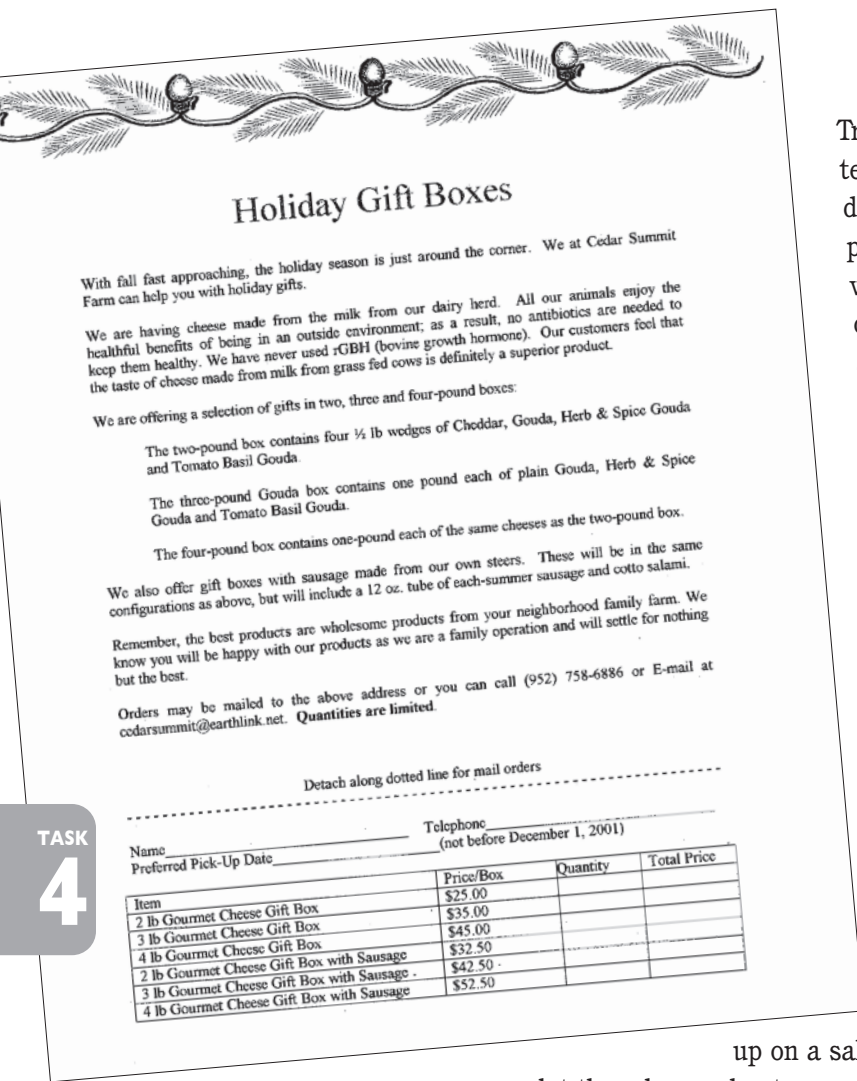 Holiday Gift Boxes
With fall fast approaching, the holiday season is just around the corner. We at Cedar Summit
Farm can help you with holiday gifts.
We are having cheese made from the milk from our dairy herd. All our animals enjoy the
healthful benefits of being in an outside environment; as a result, no antibiotics are needed to
keep them healthy. We have never used rGBH (bovine growth hormone). Our customers feel that
the taste of cheese made from milk from grass fed cows is definitely a superior product.
We are offering a selection of gifts in two, three and four-pound boxes:
The two-pound box contains four ½ lb wedges of Cheddar, Gouda, Herb & Spice Gouda
and Tomato Basil Gouda.
The three-pound Gouda box contains one pound each of plain Gouda, Herb & Spice
Gouda and Tomato Basil Gouda.
The four-pound box contains one-pound each of the same cheeses as the two-pound box.
We also offer gift boxes with sausage made from our own steers. These will be in the same
configurations as above, but will include a 12 oz. tube of each-summer sausage and cotto salami.
Remember, the best products are wholesome products from your neighborhood family farm. We
know you will be happy with our products as we are a family operation and will settle for nothing
but the best.
Orders may be mailed to the above address or you can call (952) 758-6886 or E-mail at
cedarsummit@earthlink.net. Quantities are limited.
Detach along dotted line for mail orders
Name Telephone
Preferred Pick-Up Date (not before December 1, 2001)
Item Price/Box Quantity Total Price
2 lb Gourmet Cheese Gift Box $25.00
3 lb Gourmet Cheese Gift Box $35.00
4 lb Gourmet Cheese Gift Box $45.00
2 lb Gourmet Cheese Gift Box with Sausage $32.50
3 lb Gourmet Cheese Gift Box with Sausage $42.50
4 lb Gourmet Cheese Gift Box with Sausage $52.50
TASK
4
up on a sal